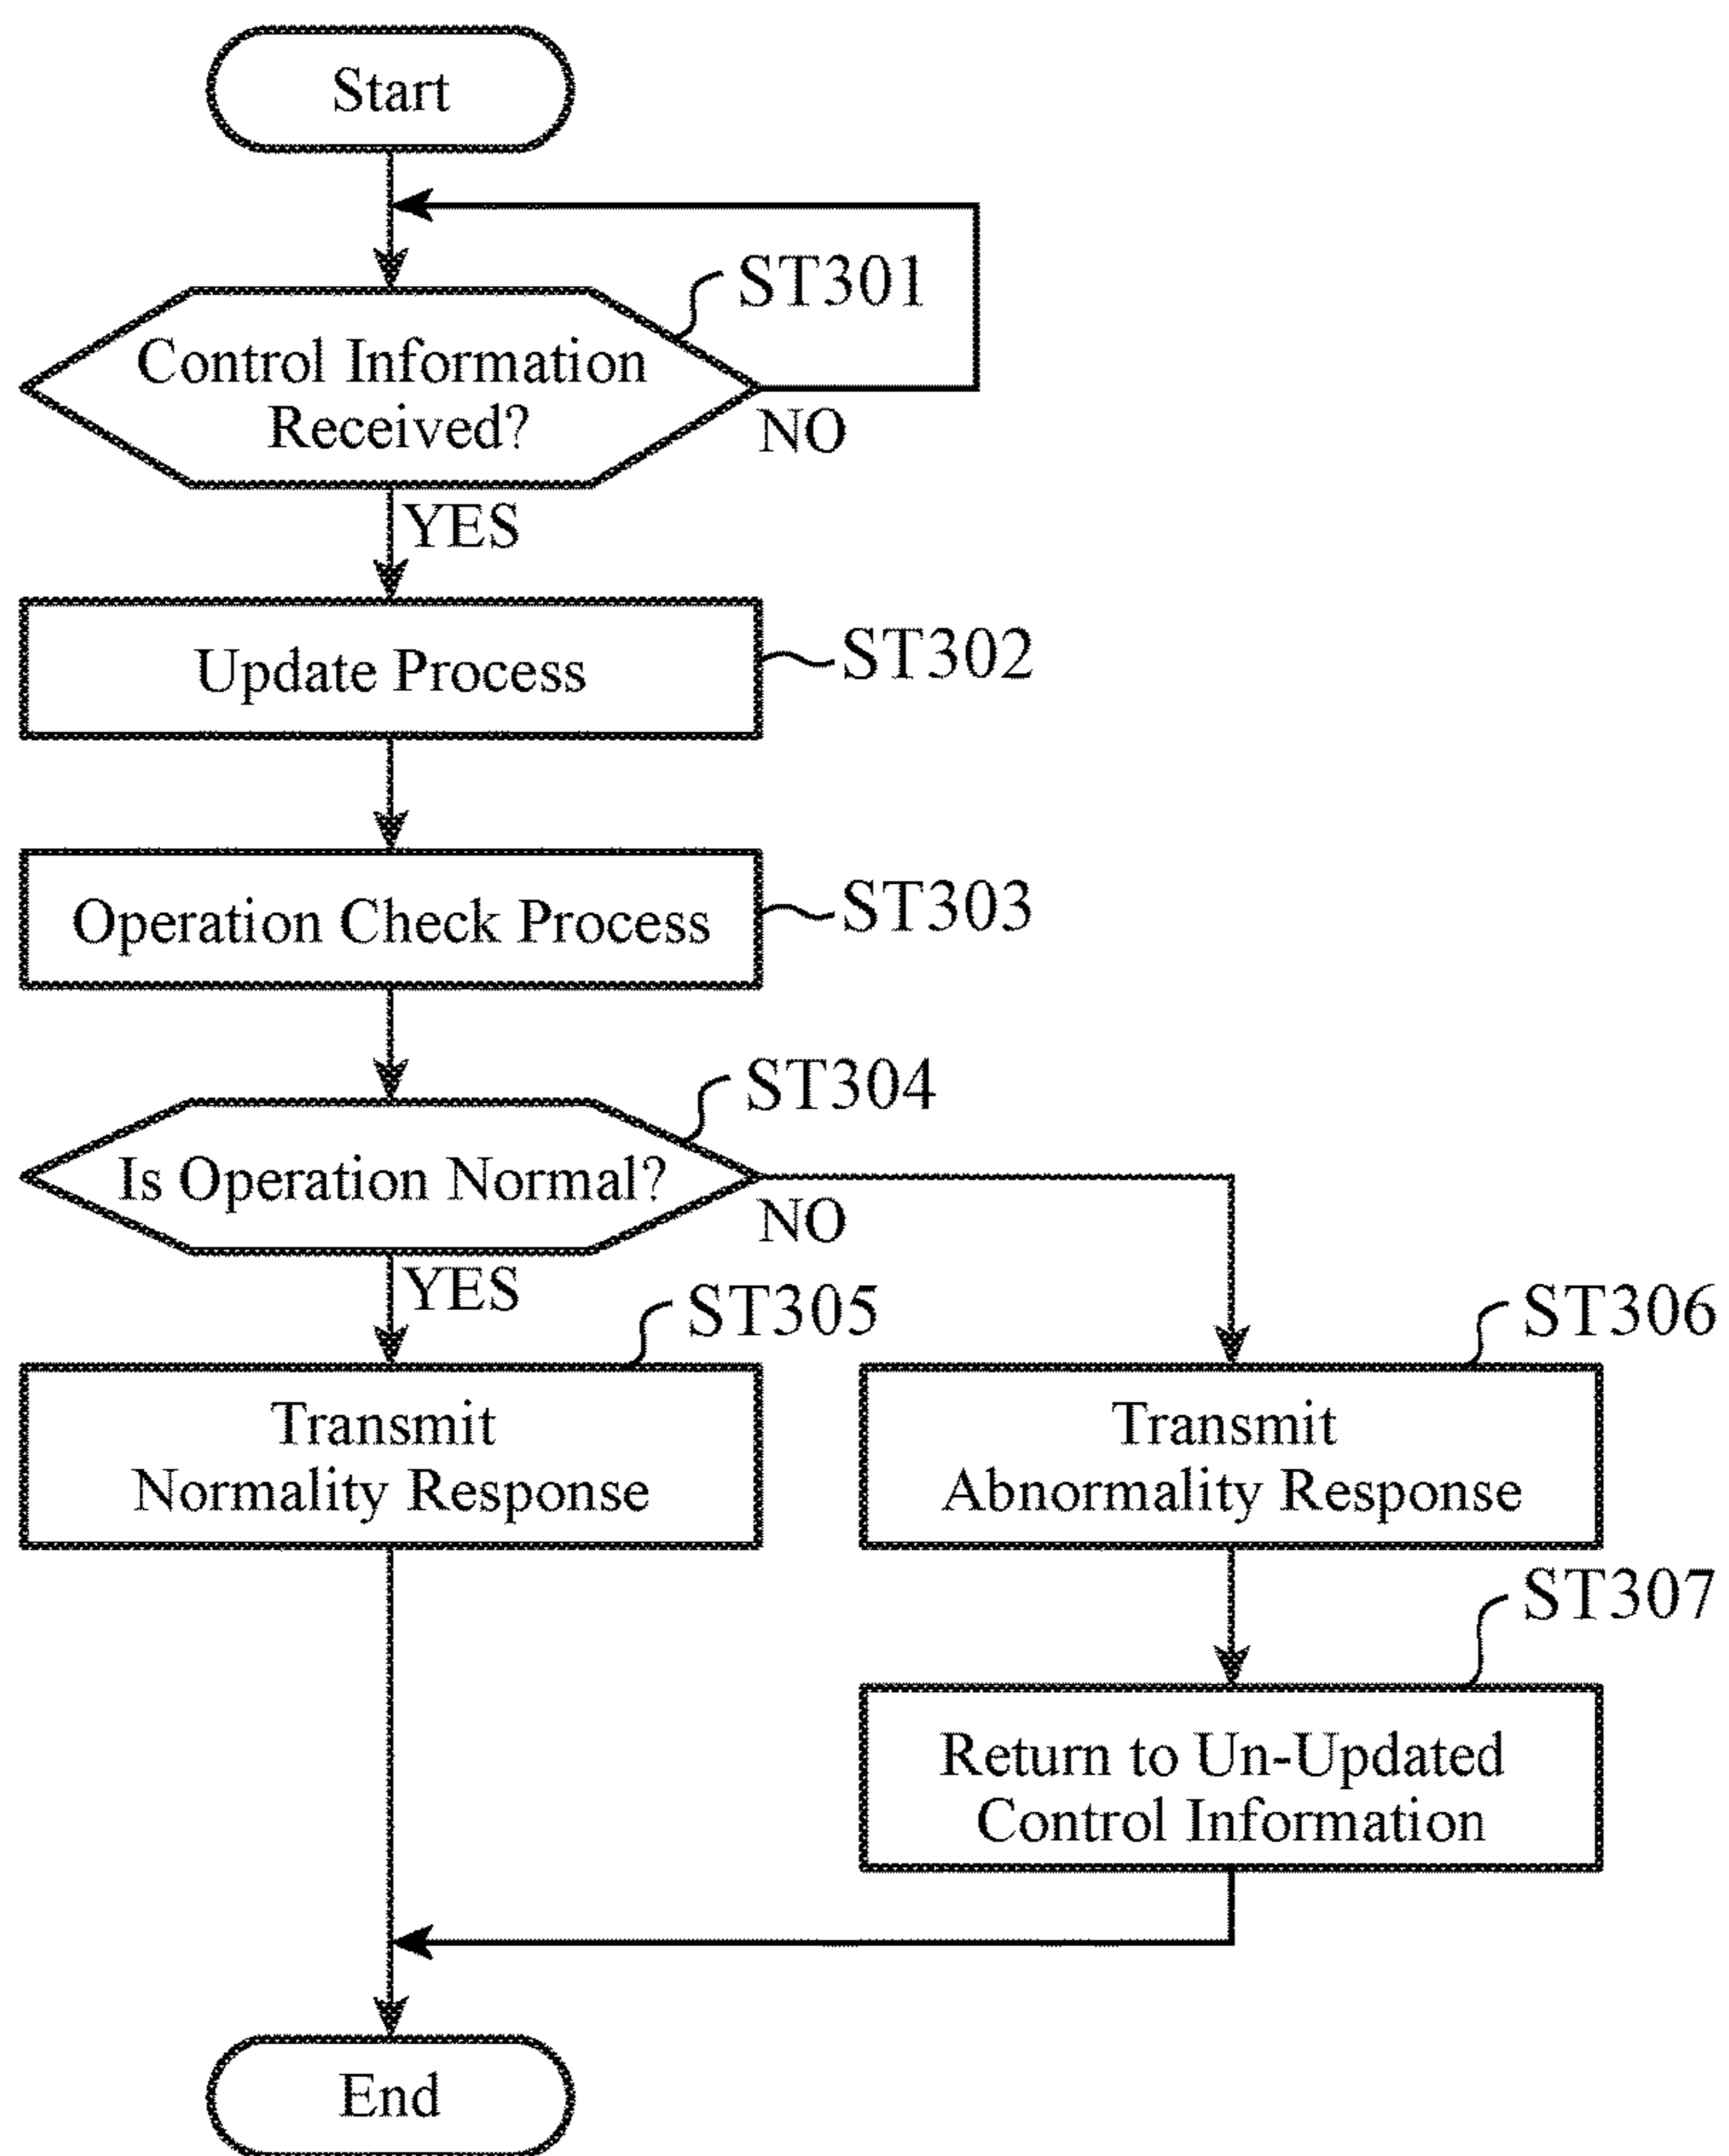 Start
ST301
Control Information
Received?
NO
YES
Update Process
ST302
Operation Check Process
ST303
ST304
Is Operation Normal?
NO
YES
ST305
ST306
Transmit
Normality Response
Transmit
Abnormality Response
ST307
Return to Un-Updated
Control Information
End